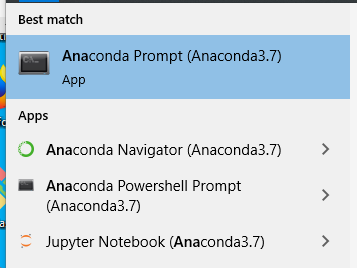 Best match
Anaconda Prompt (Anaconda3.7)
App
Apps
Anaconda Navigator (Anaconda3.7)
Anaconda Powershell Prompt
(Anaconda3.7)
Jupyter Notebook (Anaconda3.7)